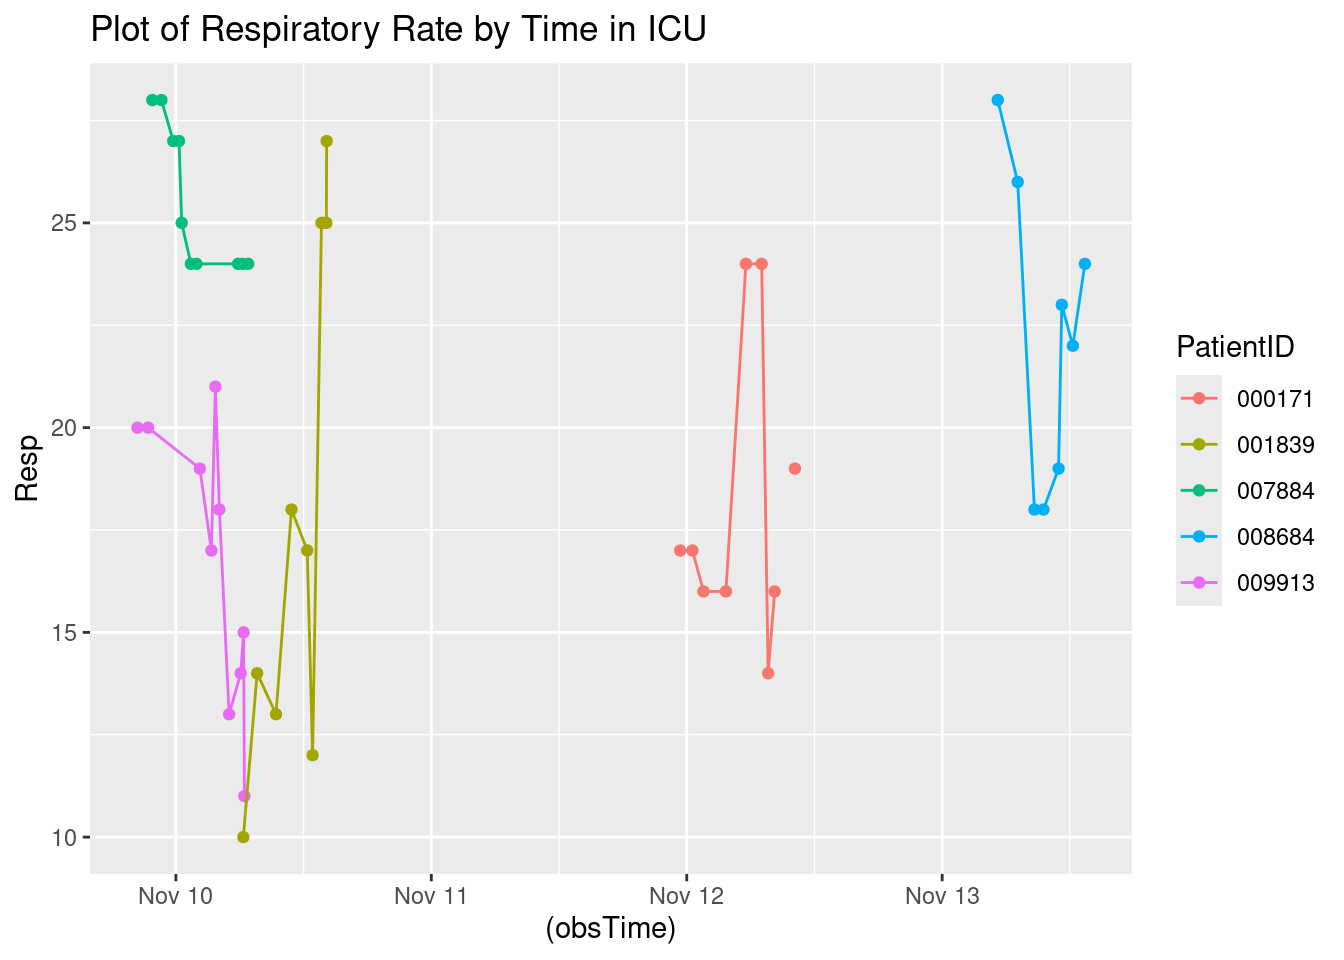 Plot of Respiratory Rate by Time in ICU
25
20
15
10
Resp
Nov 10
Nov 11
Nov 12
Nov 13
(obsTime)
PatientID
000171
001839
007884
008684
009913